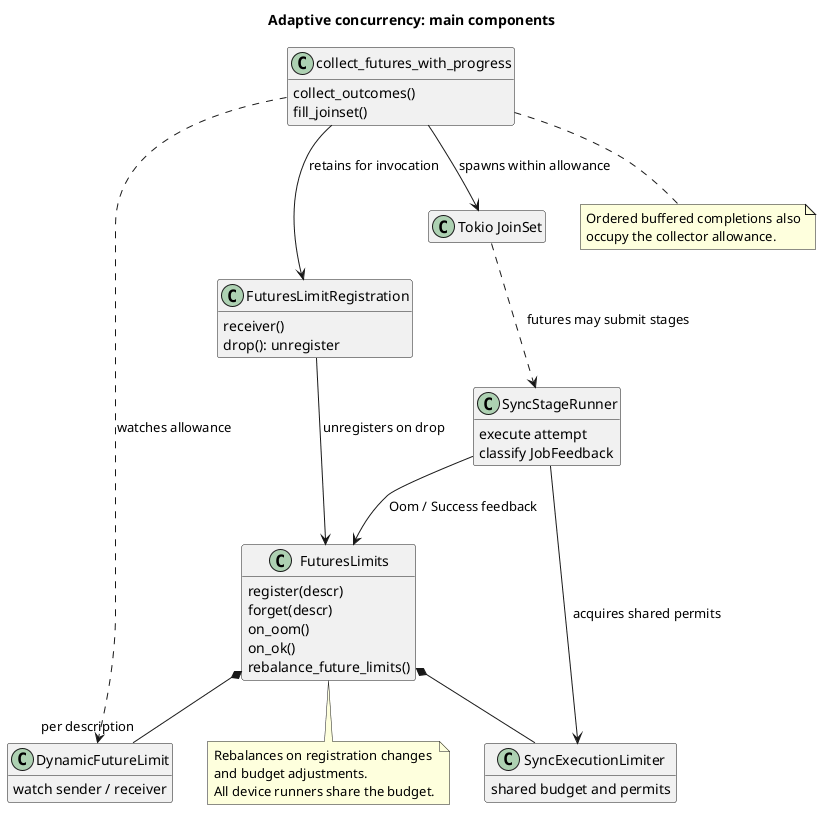 Adaptive concurrency: main components
C collect_futures_with_progress
collect_outcomes()
fill_joinset()
retains for invocation
spawns within allowance
C Tokio JoinSet
Ordered buffered completions also
occupy the collector allowance.
C FuturesLimitRegistration
receiver()
drop(): unregister
futures may submit stages
C SyncStageRunner
execute attempt
classify JobFeedback
watches allowance
unregisters on drop
Oom / Success feedback
C FuturesLimits
register(descr)
forget(descr)
on_oom()
on_ok()
rebalance_future_limits()
acquires shared permits
per description
C DynamicFutureLimit
watch sender / receiver
Rebalances on registration changes
and budget adjustments.
All device runners share the budget.
C SyncExecutionLimiter
shared budget and permits